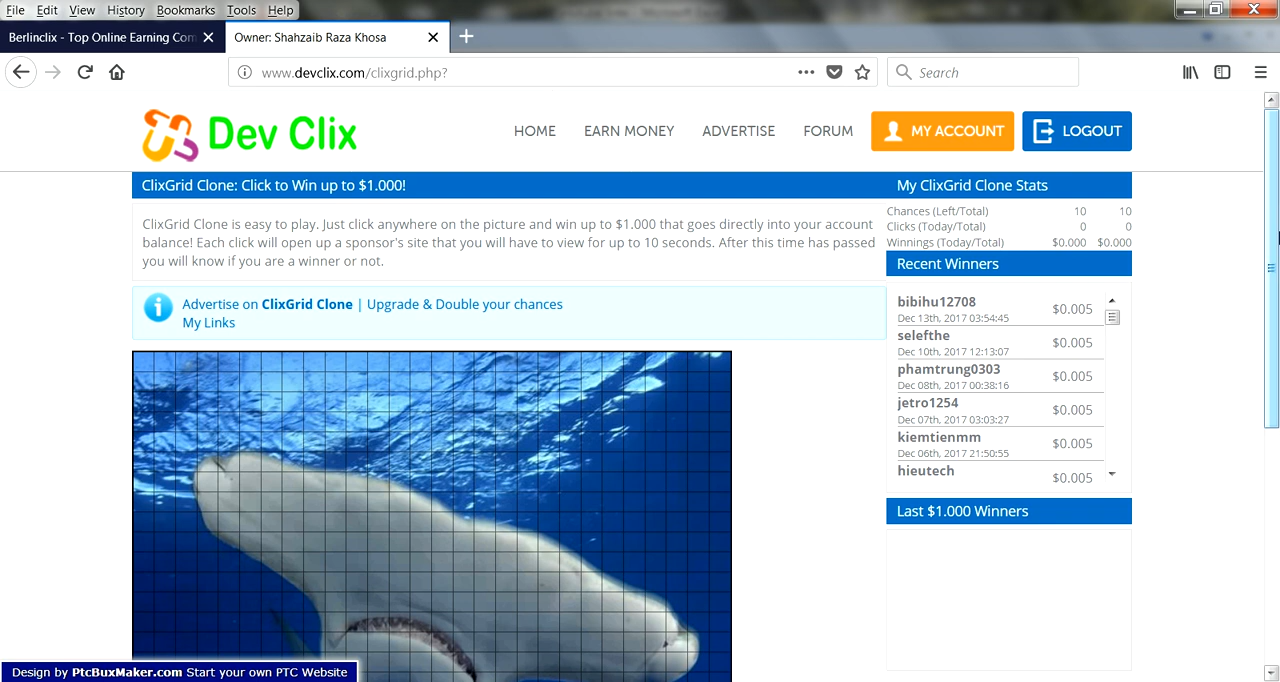 File Edit View History Bookmarks Tools Help
Berlinclix - Top Online Earning Com
Owner: Shahzaib Raza Khosa
www.devclix.com/clixgrid.php?
Search
Dev Clix
HOME EARN MONEY ADVERTISE FORUM MY ACCOUNT LOGOUT
ClixGrid Clone: Click to Win up to $1.000!
ClixGrid Clone is easy to play. Just click anywhere on the picture and win up to $1.000 that goes directly into your account
balance! Each click will open up a sponsor's site that you will have to view for up to 10 seconds. After this time has passed
you will know if you are a winner or not.
Advertise on ClixGrid Clone | Upgrade & Double your chances
My Links
My ClixGrid Clone Stats
Chances (Left/Total) 10 10
Clicks (Today/Total) 0 0
Winnings (Today/Total) $0.000 $0.000
Recent Winners
bibihu12708 $0.005
Dec 13th, 2017 03:54:45
selefthe $0.005
Dec 10th, 2017 12:13:07
phamtrung0303 $0.005
Dec 08th, 2017 00:38:16
jetro1254 $0.005
Dec 07th, 2017 03:03:27
kiemtienmm $0.005
Dec 06th, 2017 21:50:55
hieutech $0.005
Last $1.000 Winners
Design by PtcBuxMaker.com Start your own PTC Website